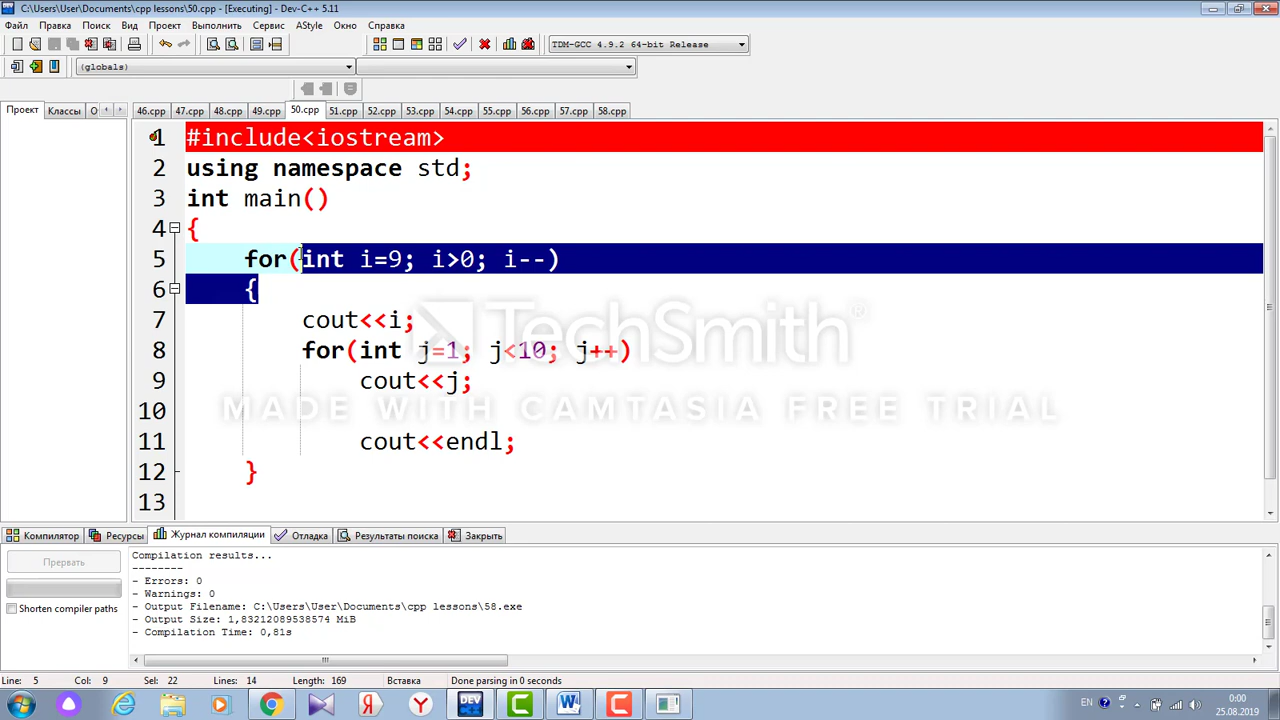 C:\Users\User\Documents\cpp lessons\50.cpp - [Executing] - Dev-C++ 5.11
Файл Правка Поиск Вид Проект Выполнить Сервис AStyle Окно Справка
TDM-GCC 4.9.2 64-bit Release
(globals)
Проект Классы О 46.cpp 47.cpp 48.cpp 49.cpp 50.cpp 51.cpp 52.cpp 53.cpp 54.cpp 55.cpp 56.cpp 57.cpp 58.cpp
1 #include<iostream>
2 using namespace std;
3 int main()
4 {
5 for(int i=9; i>0; i--)
6 {
7 cout<<i;
8 for(int j=1; j<10; j++)
9 cout<<j;
10
11 cout<<endl;
12 }
13
TechSmith®
MADE WITH CAMTASIA FREE TRIAL
Компилятор Ресурсы Журнал компиляции Отладка Результаты поиска Закрыть
Прервать
Shorten compiler paths
Compilation results...
--------
- Errors: 0
- Warnings: 0
- Output Filename: C:\Users\User\Documents\cpp lessons\58.exe
- Output Size: 1,83212089538574 MiB
- Compilation Time: 0,81s
Line: 5 Col: 9 Sel: 22 Lines: 14 Length: 169 Вставка Done parsing in 0 seconds
EN 0:00
25.08.2019